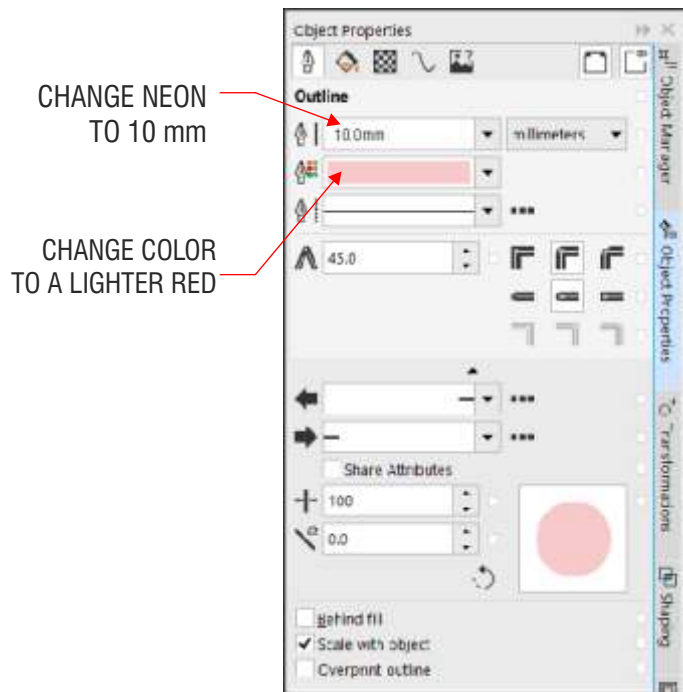 Object Properties
Outline
CHANGE NEON
TO 10 mm
10.0mm
millimeters
CHANGE COLOR
TO A LIGHTER RED
45.0
Share Attributes
100
0.0
Behind fill
Scale with object
Overprint outline
Object Manager
Object Properties
Transformations
Shaping